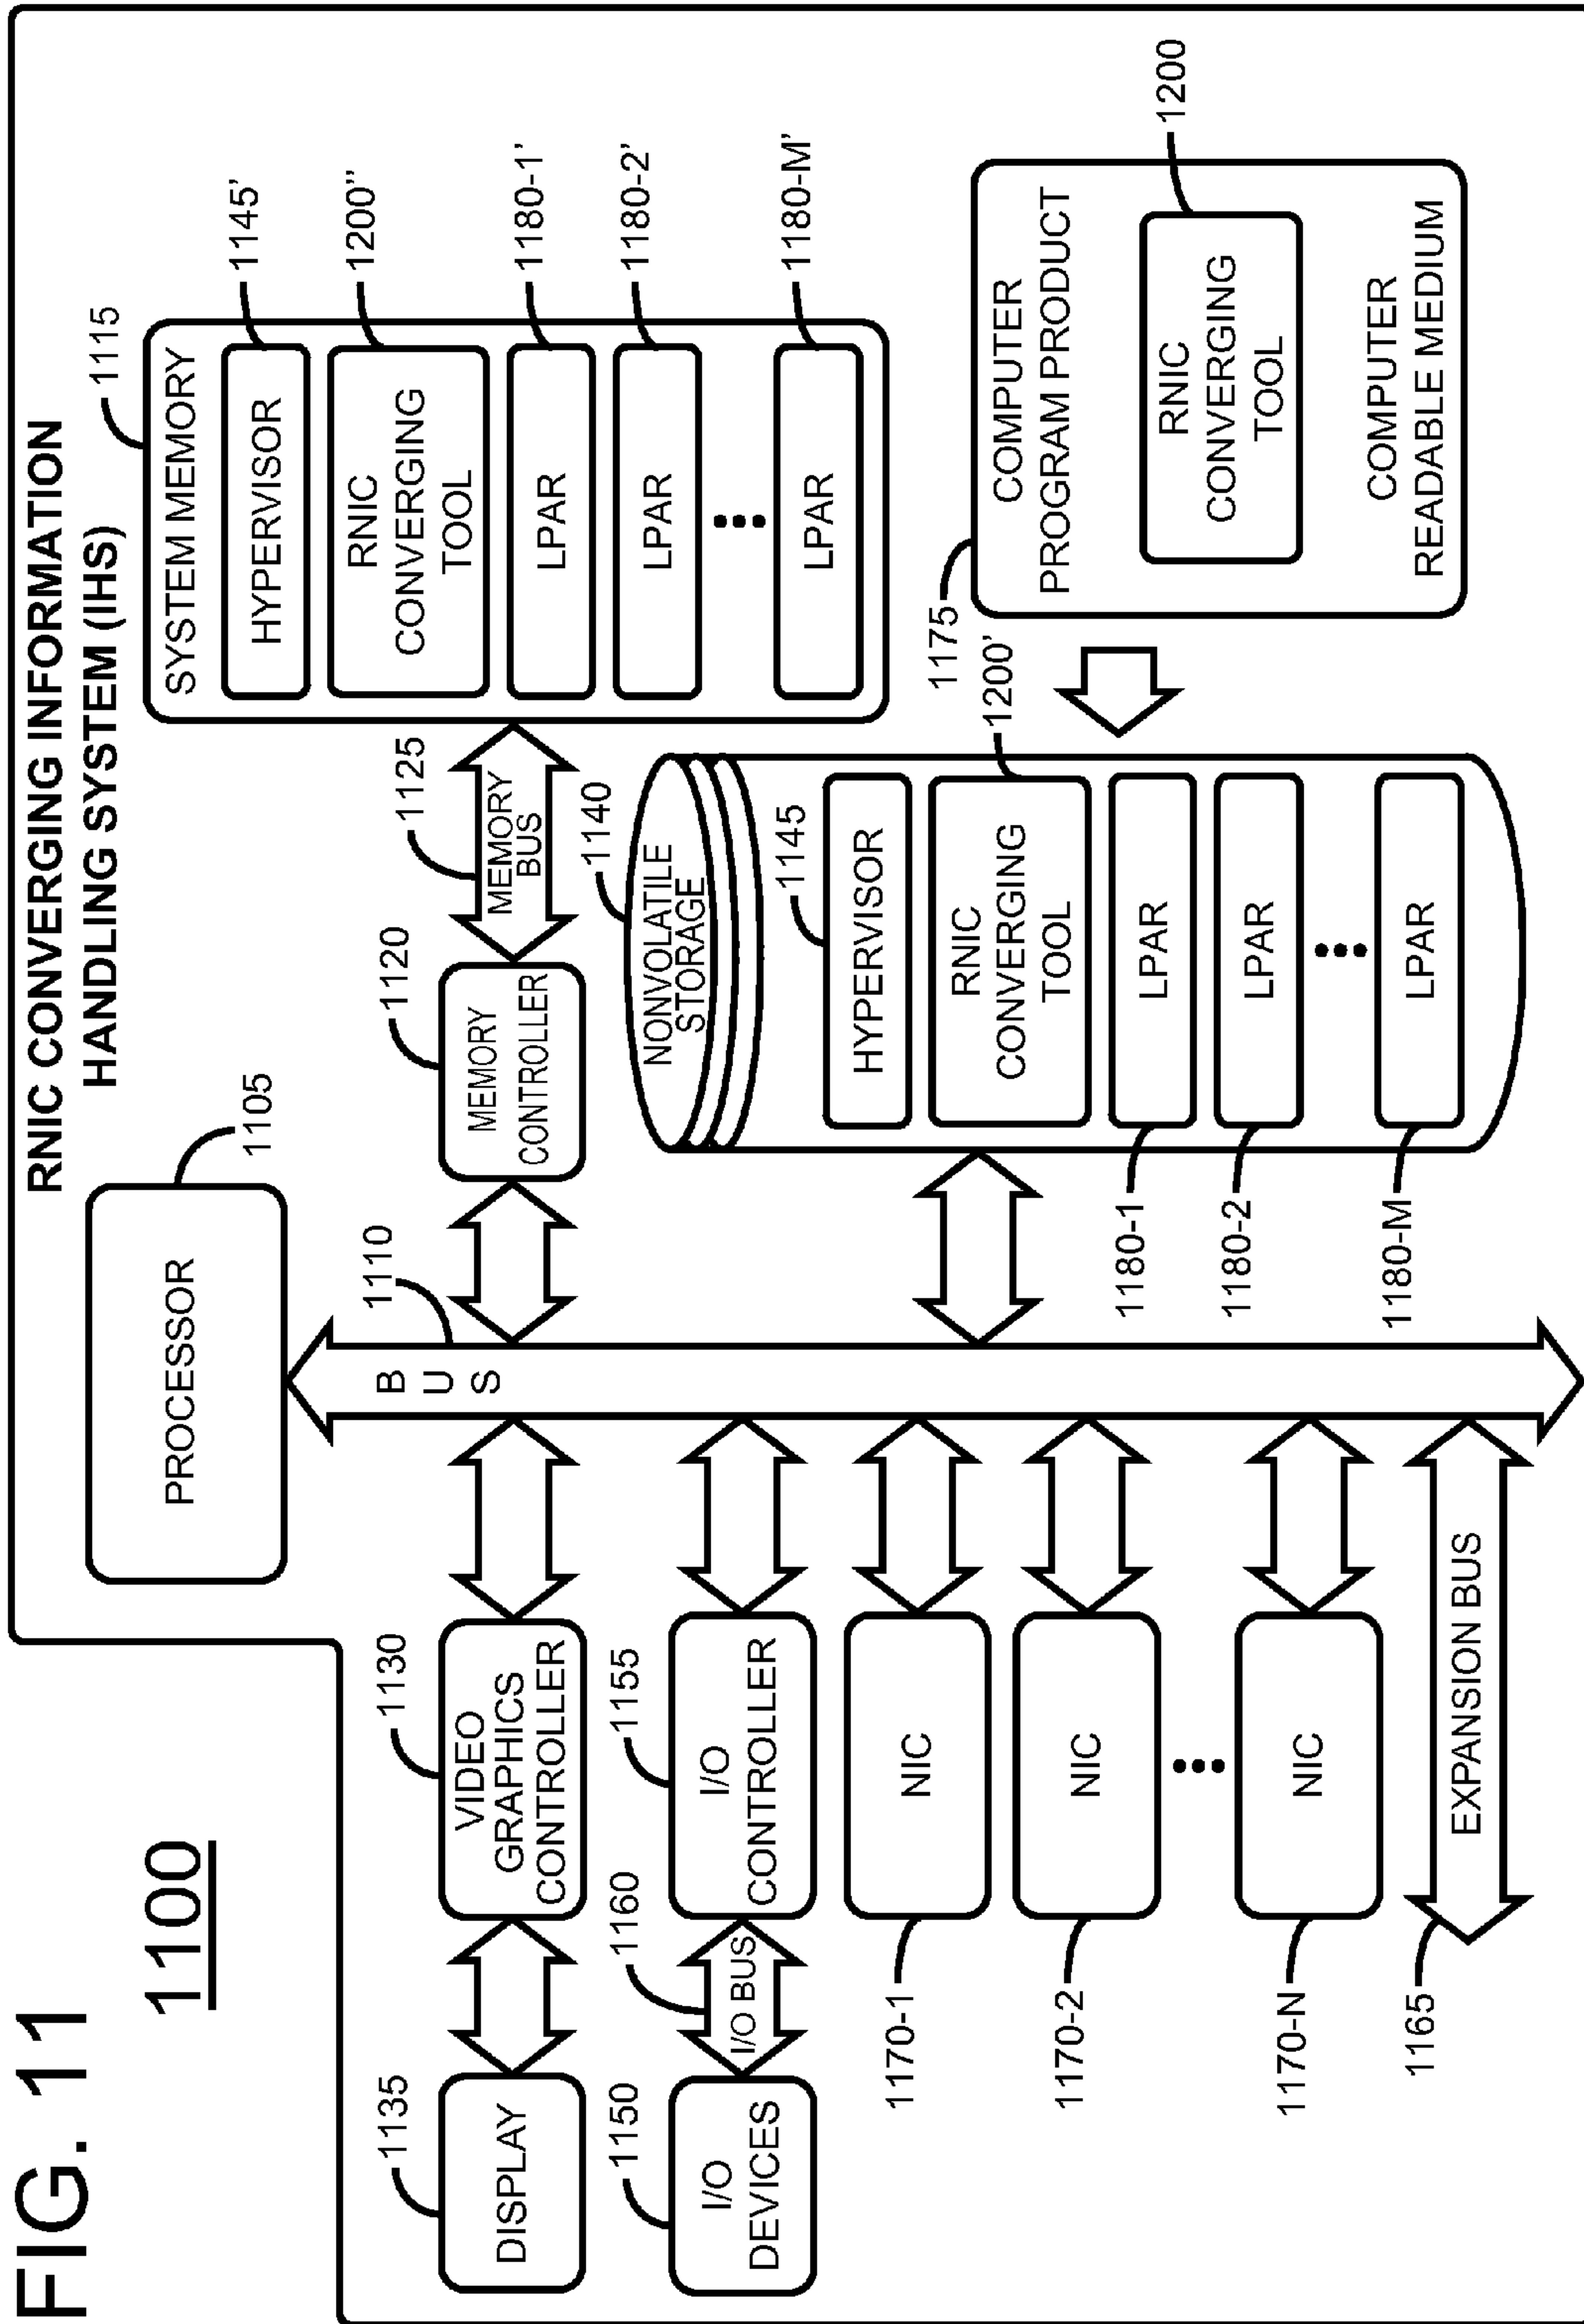 FIG. 11
1100
RNIC CONVERGING INFORMATION
HANDLING SYSTEM (IHS)
PROCESSOR
1105
1110
B
U
S
1135
DISPLAY
1130
VIDEO
GRAPHICS
CONTROLLER
1120
MEMORY
CONTROLLER
1125
MEMORY
BUS
1115
SYSTEM MEMORY
HYPERVISOR
1145'
RNIC
CONVERGING
TOOL
1200"
LPAR
1180-1'
LPAR
1180-2'
LPAR
1180-M'
1150
I/O
DEVICES
1160
I/O BUS
1155
I/O
CONTROLLER
1170-1
NIC
1170-2
NIC
1170-N
NIC
1165
EXPANSION BUS
1140
NONVOLATILE
STORAGE
1145
HYPERVISOR
RNIC
CONVERGING
TOOL
1200'
LPAR
1180-1
LPAR
1180-2
LPAR
1180-M
1175
COMPUTER
PROGRAM PRODUCT
RNIC
CONVERGING
TOOL
1200
COMPUTER
READABLE MEDIUM